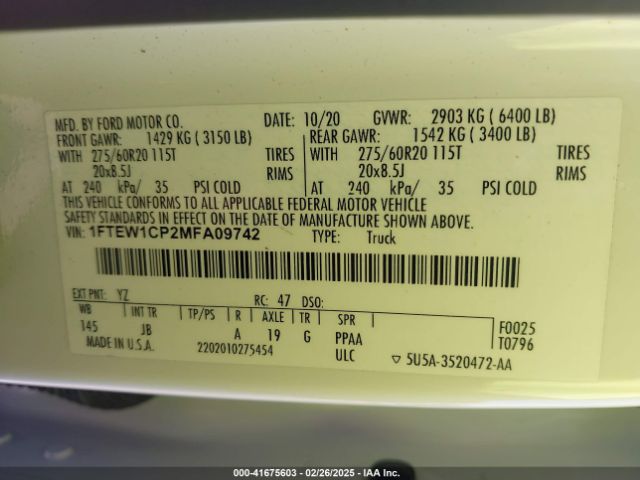 MFD. BY FORD MOTOR CO. DATE: 10/20 GVWR: 2903 KG ( 6400 LB)
FRONT GAWR: 1429 KG ( 3150 LB) REAR GAWR: 1542 KG ( 3400 LB)
WITH 275/60R20 115T TIRES WITH 275/60R20 115T TIRES
20x8.5J RIMS 20x8.5J RIMS
AT 240 kPa/ 35 PSI COLD AT 240 kPa/ 35 PSI COLD
THIS VEHICLE CONFORMS TO ALL APPLICABLE FEDERAL MOTOR VEHICLE
SAFETY STANDARDS IN EFFECT ON THE DATE OF MANUFACTURE SHOWN ABOVE.
VIN: 1FTEW1CP2MFA09742 TYPE: Truck
EXT PNT: YZ RC: 47 DSO:
WB INT TR TP/PS R AXLE TR SPR F0025
145 JB A 19 G PPAA T0796
MADE IN U.S.A. 2202010275454 ULC ▽ 5U5A-3520472-AA
000-41675603 / 02/26/2025 - IAA Inc.